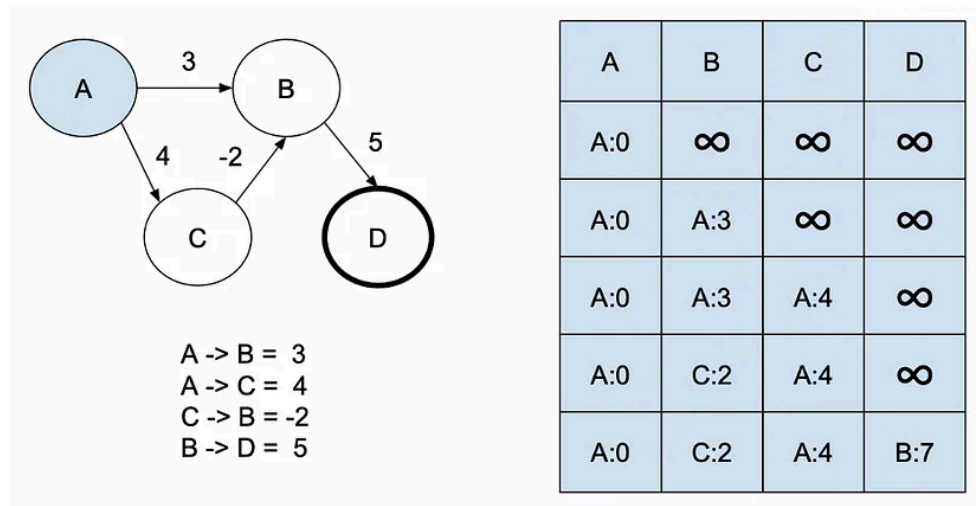 A
3
B
4
-2
5
C
D
A -> B = 3
A -> C = 4
C -> B = -2
B -> D = 5
A B C D
A:0 ∞ ∞ ∞
A:0 A:3 ∞ ∞
A:0 A:3 A:4 ∞
A:0 C:2 A:4 ∞
A:0 C:2 A:4 B:7